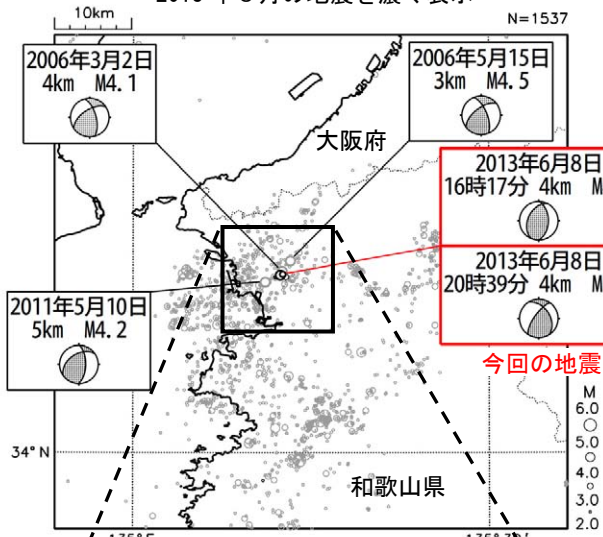 10km
N=1537
2006年3月2日
4km M4.1
2006年5月15日
3km M4.5
大阪府
2013年6月8日
16時17分 4km M
2013年6月8日
20時39分 4km M
今回の地震
2011年5月10日
5km M4.2
M
6.0
5.0
4.0
3.0
2.0
34°N
和歌山県